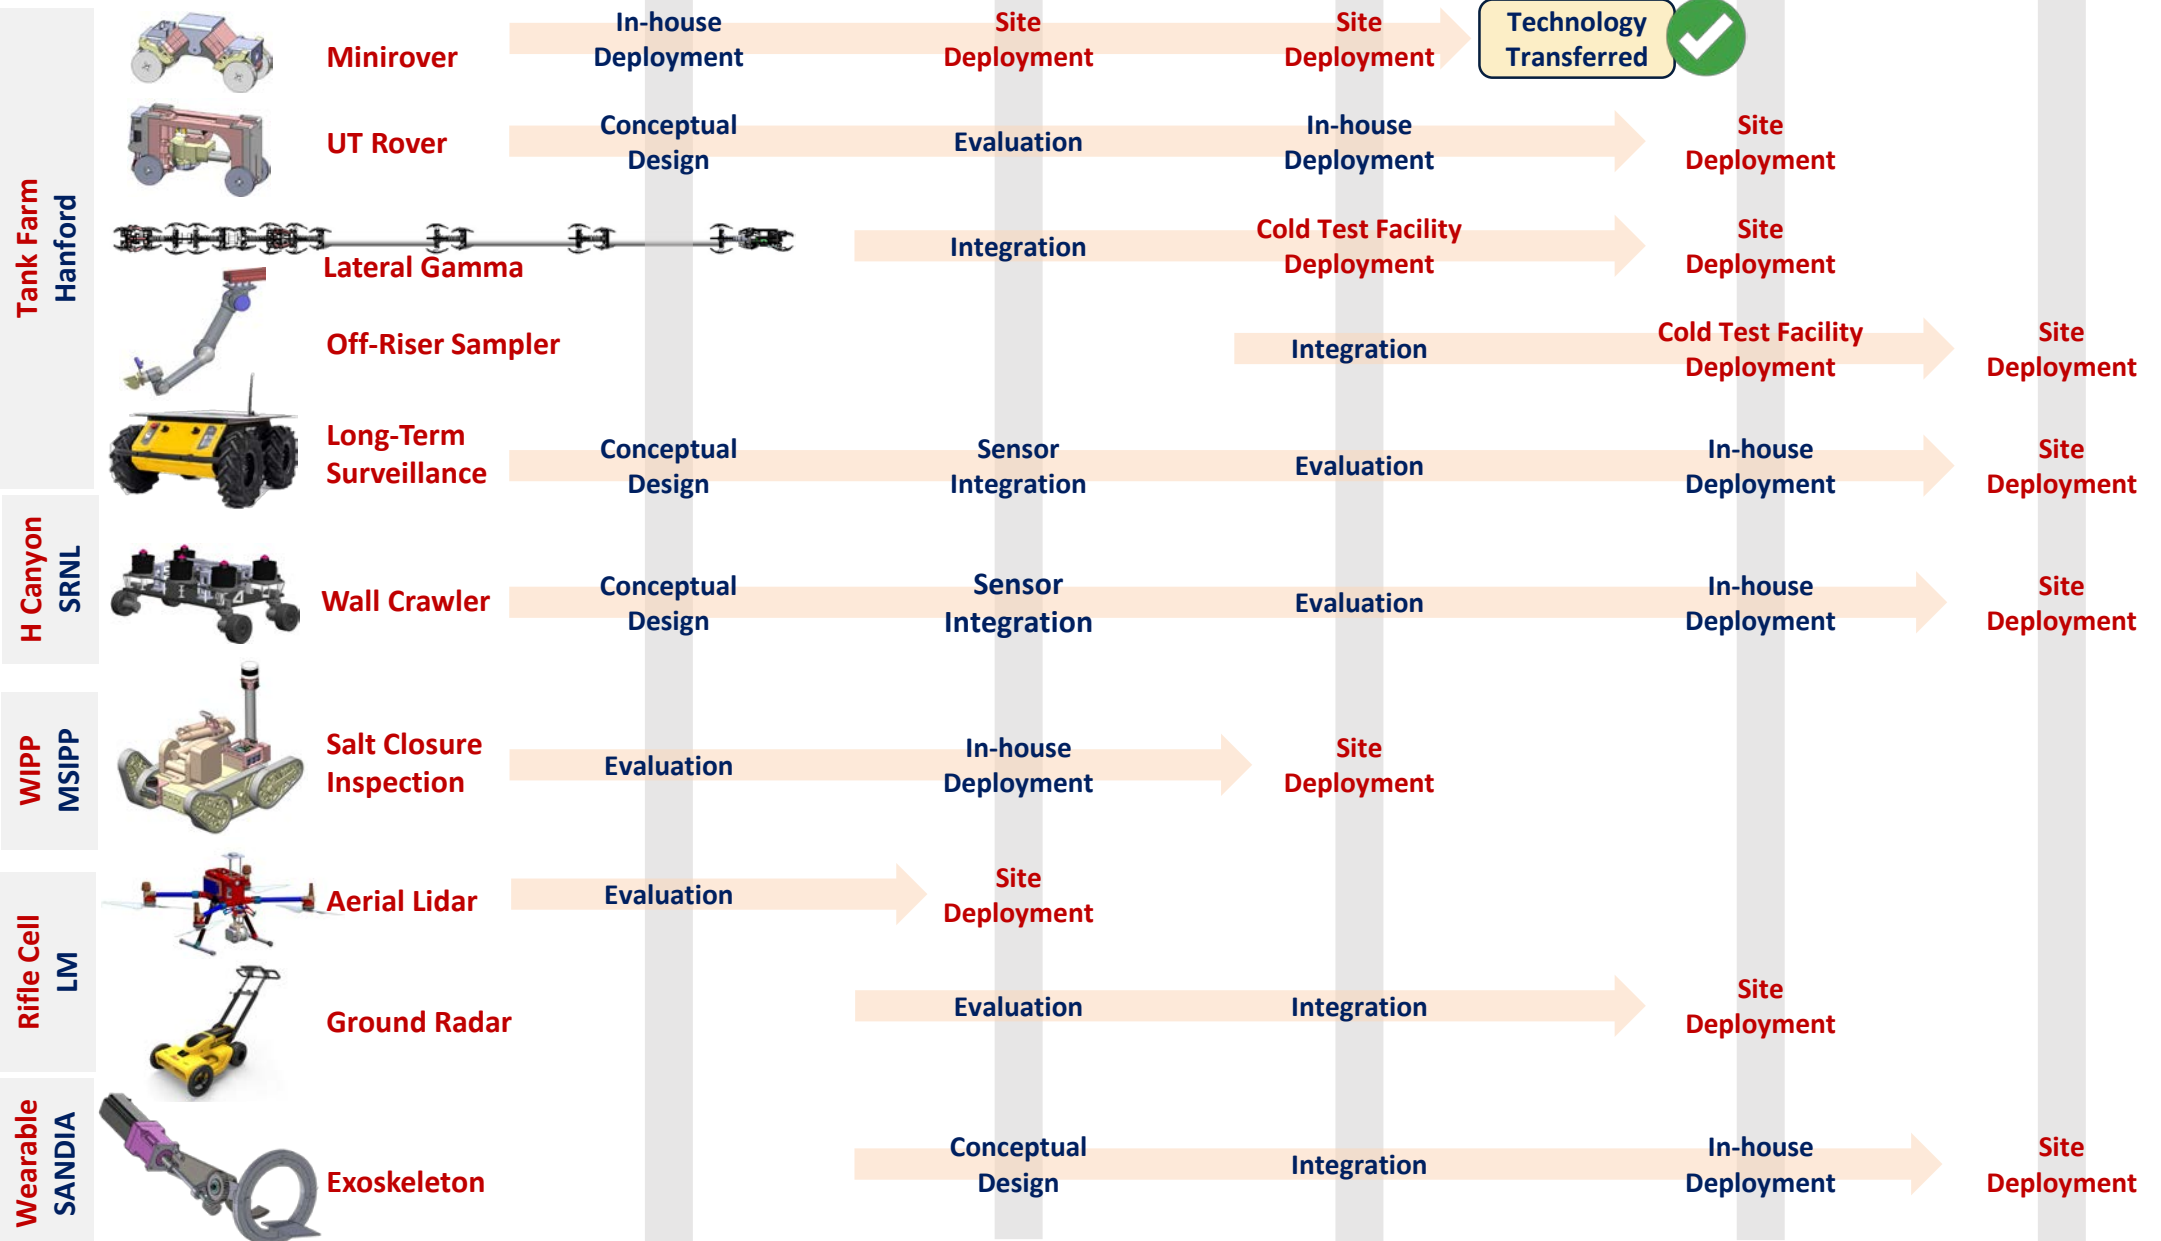 Tank Farm
Hanford
Minirover
In-house
Deployment
Site
Deployment
Site
Deployment
Technology
Transferred
UT Rover
Conceptual
Design
Evaluation
In-house
Deployment
Site
Deployment
Lateral Gamma
Integration
Cold Test Facility
Deployment
Site
Deployment
Off-Riser Sampler
Integration
Cold Test Facility
Deployment
Site
Deployment
Long-Term
Surveillance
Conceptual
Design
Sensor
Integration
Evaluation
In-house
Deployment
Site
Deployment
H Canyon
SRNL
Wall Crawler
Conceptual
Design
Sensor
Integration
Evaluation
In-house
Deployment
Site
Deployment
WIPP
MSIPP
Salt Closure
Inspection
Evaluation
In-house
Deployment
Site
Deployment
Rifle Cell
LM
Aerial Lidar
Evaluation
Site
Deployment
Ground Radar
Evaluation
Integration
Site
Deployment
Wearable
SANDIA
Exoskeleton
Conceptual
Design
Integration
In-house
Deployment
Site
Deployment